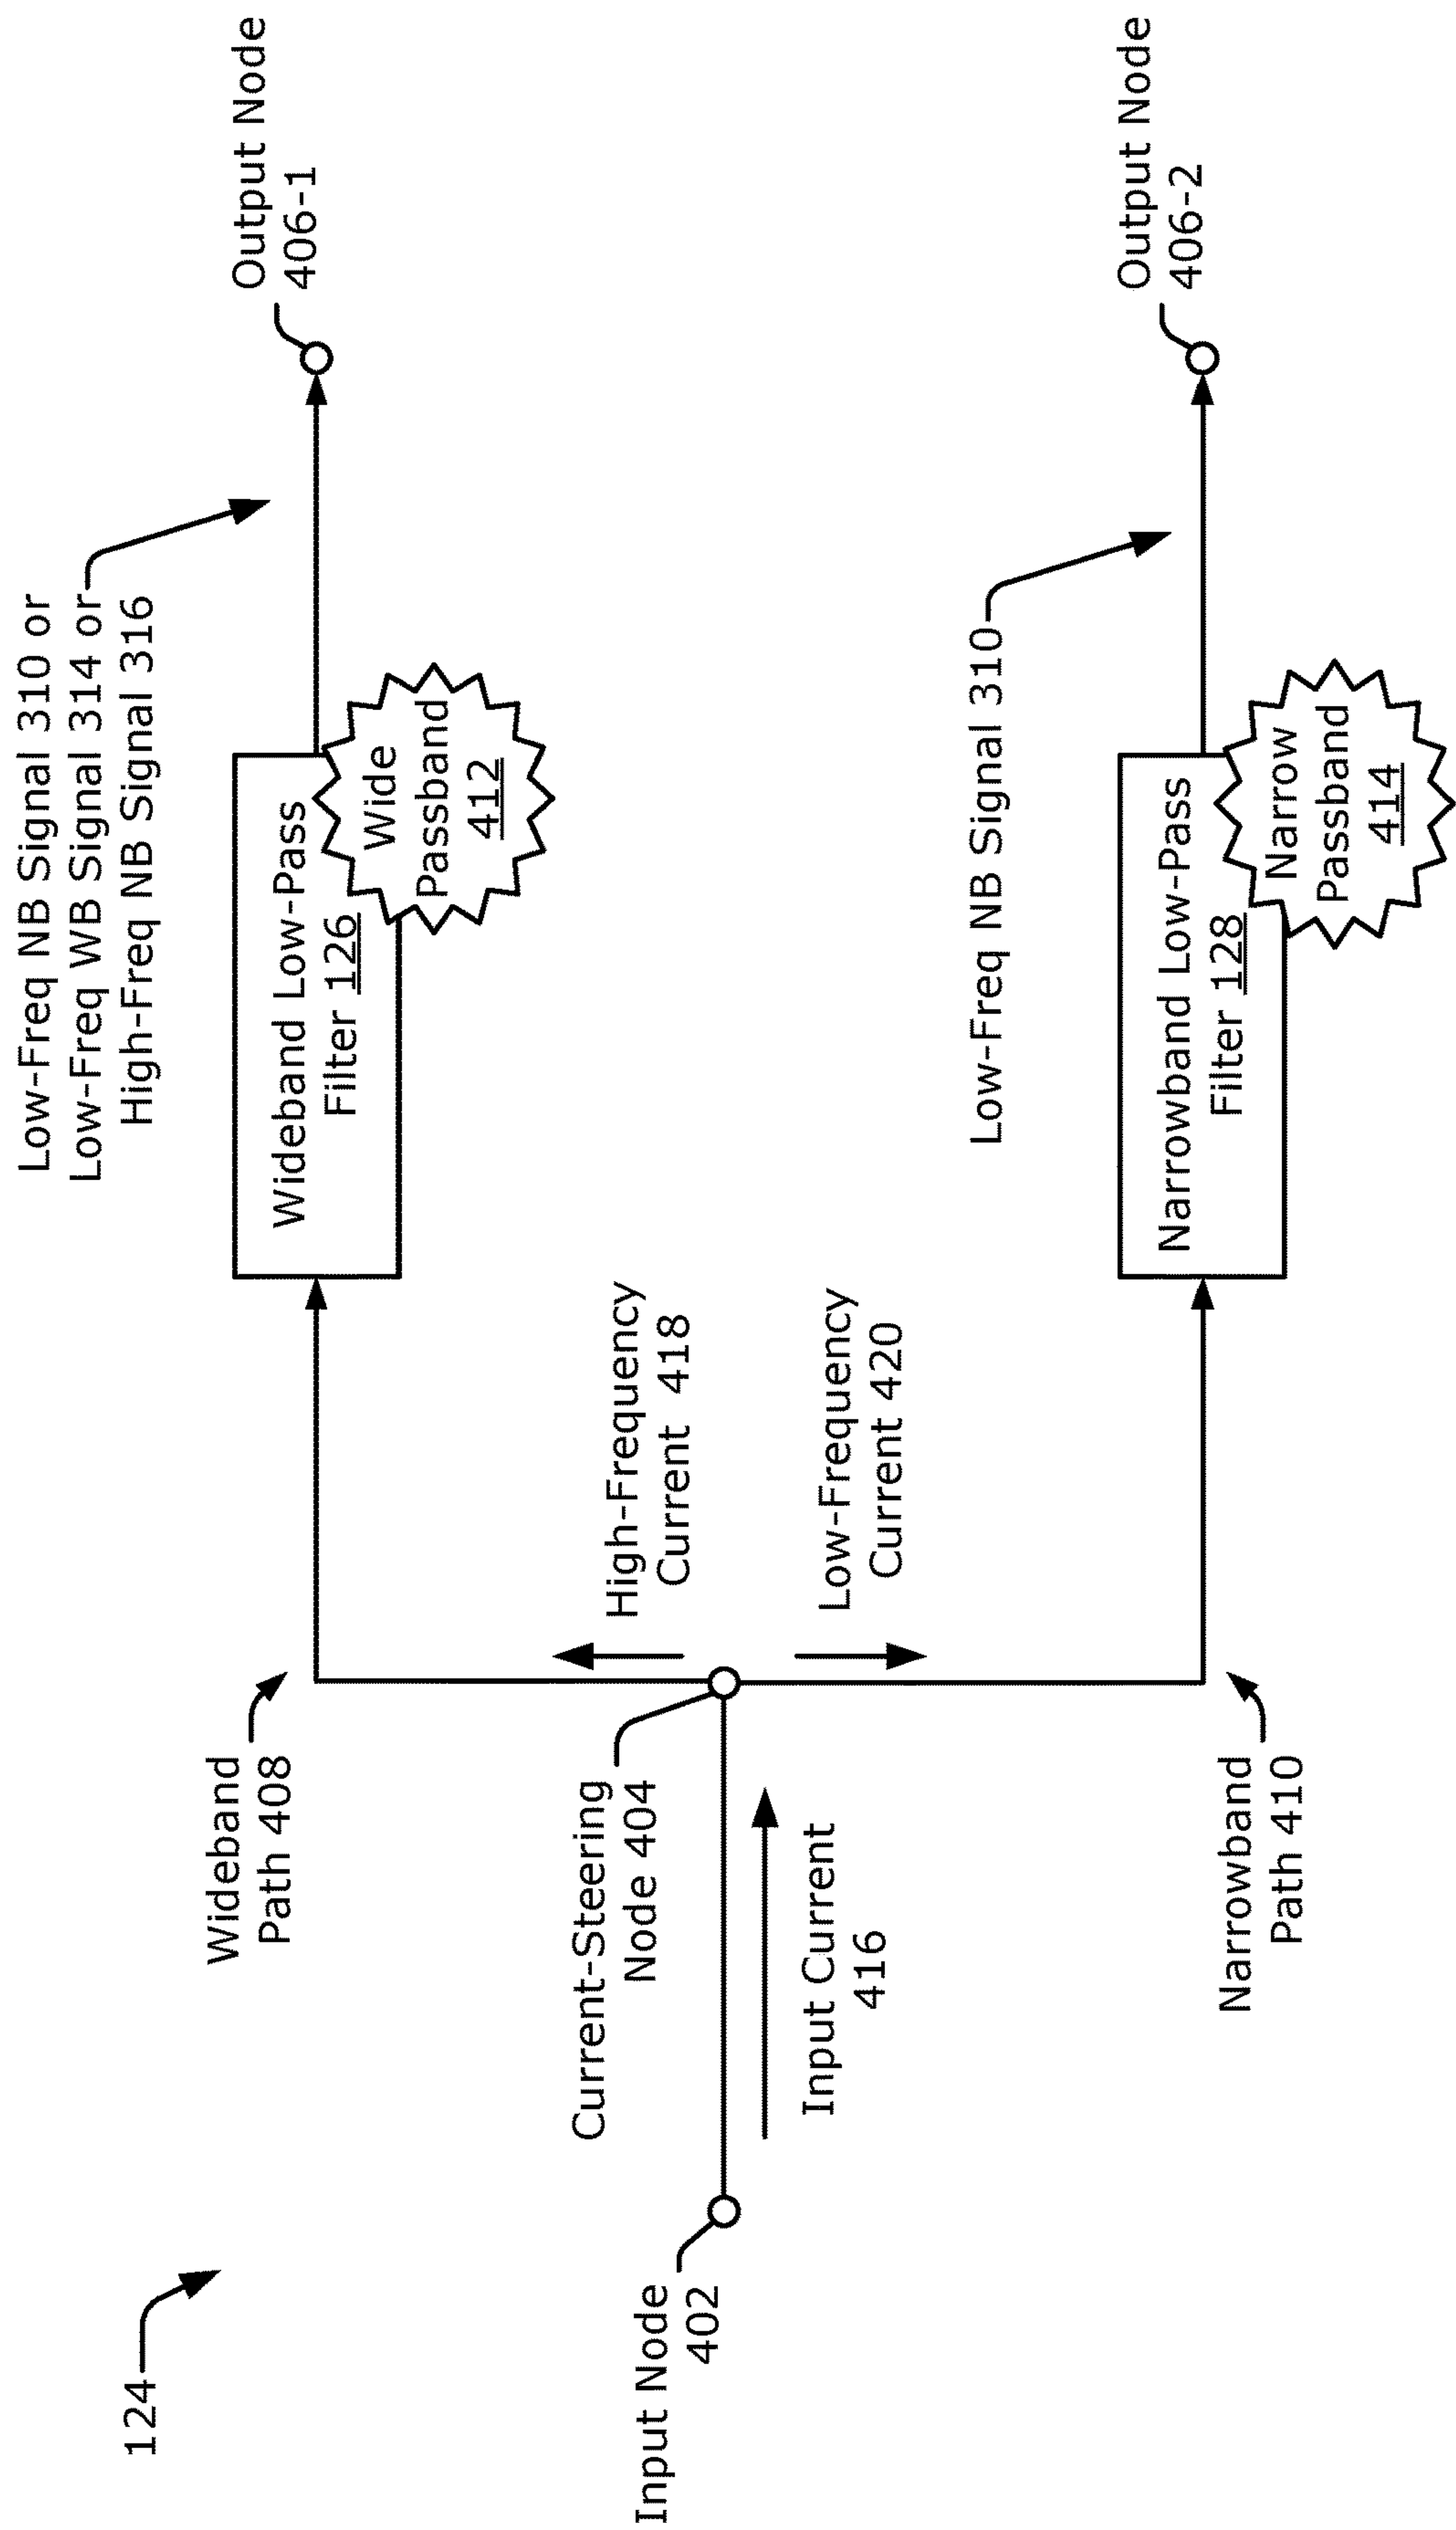 124
Low-Freq NB Signal 310 or
Low-Freq WB Signal 314 or
High-Freq NB Signal 316
Output Node
406-1
Wideband
Path 408
Wideband Low-Pass
Filter 126
Wide
Passband
412
High-Frequency
Current 418
Current-Steering
Node 404
Input Node
402
Input Current
416
Low-Frequency
Current 420
Low-Freq NB Signal 310
Output Node
406-2
Narrowband Low-Pass
Filter 128
Narrow
Passband
414
Narrowband
Path 410